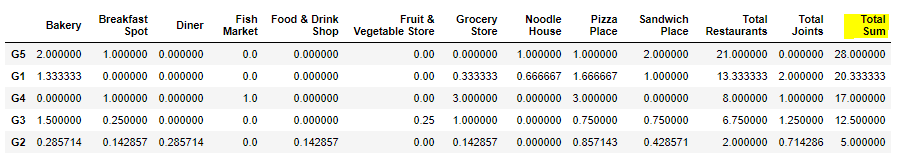 Bakery Breakfast Spot Diner Fish Market Food & Drink Shop Fruit & Vegetable Store Grocery Store Noodle House Pizza Place Sandwich Place Total Restaurants Total Joints Total Sum
G5 2.000000 1.000000 0.000000 0.0 0.000000 0.00 0.000000 1.000000 1.000000 2.000000 21.000000 0.000000 28.000000
G1 1.333333 0.000000 0.000000 0.0 0.000000 0.00 0.333333 0.666667 1.666667 1.000000 13.333333 2.000000 20.333333
G4 0.000000 1.000000 0.000000 1.0 0.000000 0.00 3.000000 0.000000 3.000000 0.000000 8.000000 1.000000 17.000000
G3 1.500000 0.250000 0.000000 0.0 0.000000 0.25 1.000000 0.000000 0.750000 0.750000 6.750000 1.250000 12.500000
G2 0.285714 0.142857 0.285714 0.0 0.142857 0.00 0.142857 0.000000 0.857143 0.428571 2.000000 0.714286 5.000000